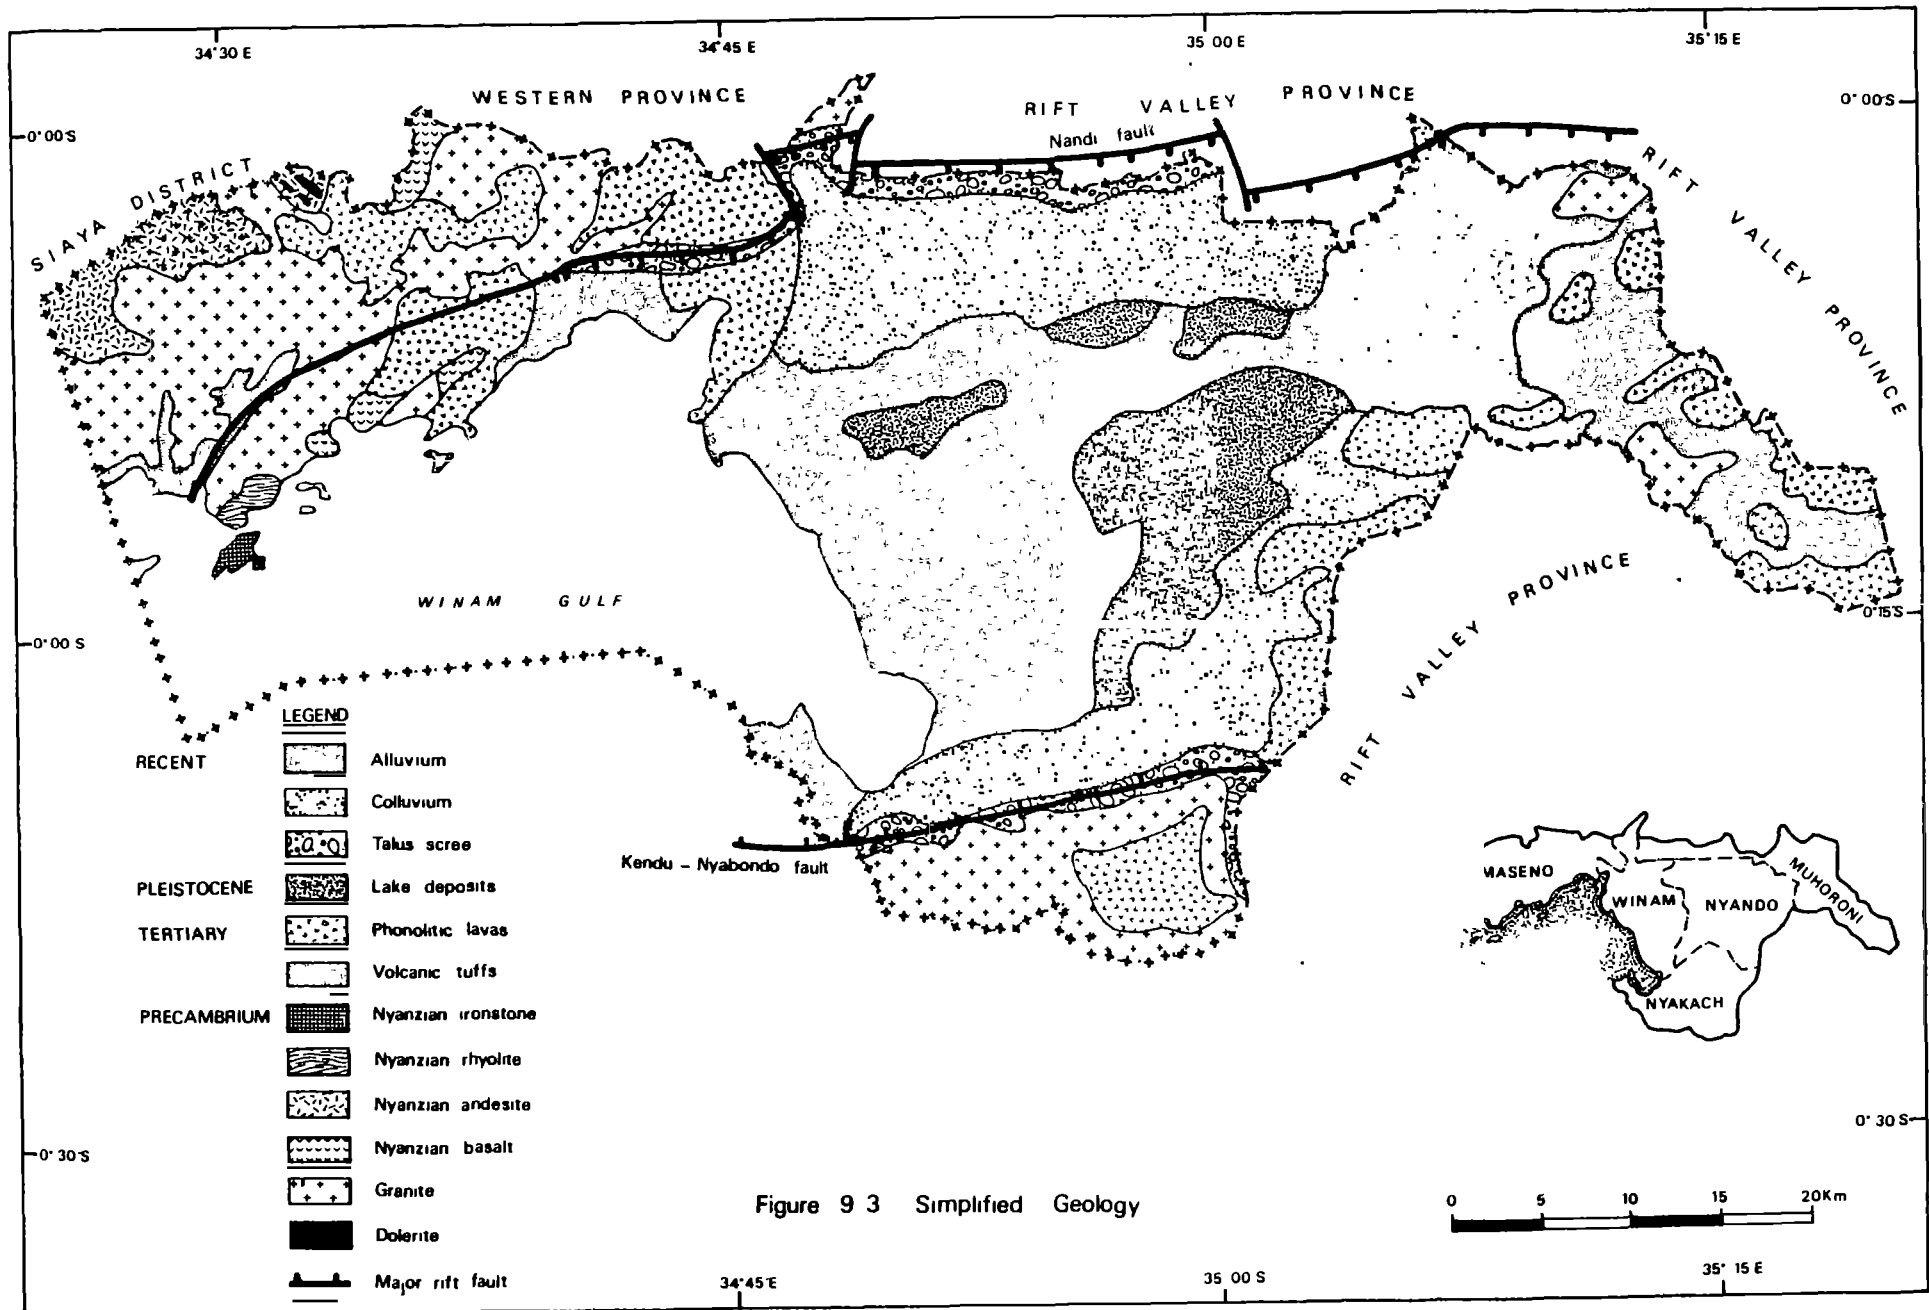 34°30 E
34°45 E
35 00 E
35°15 E
WESTERN PROVINCE
RIFT VALLEY PROVINCE
0°00'S
0°00S
Nandi fault
SIAYA DISTRICT
RIFT VALLEY PROVINCE
WINAM GULF
RIFT VALLEY PROVINCE
0°15'S
0°00 S
LEGEND
RECENT
Alluvium
Colluvium
Talus scree
PLEISTOCENE
Lake deposits
TERTIARY
Phonolitic lavas
Volcanic tuffs
PRECAMBRIUM
Nyanzian ironstone
Nyanzian rhyolite
Nyanzian andesite
Nyanzian basalt
Granite
Dolerite
Major rift fault
Kendu - Nyabondo fault
MASENO
WINAM
NYANDO
MUHORONI
NYAKACH
0°30 S
0°30'S
Figure 9 3 Simplified Geology
0 5 10 15 20Km
34°45'E
35 00 S
35°15 E